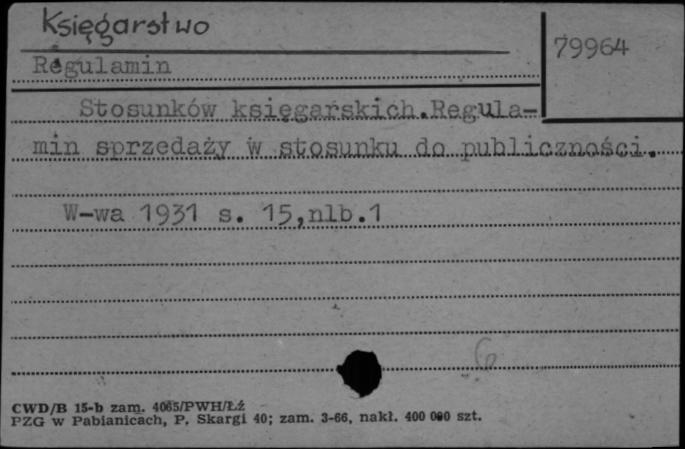 Księgarstwo
79964
Regulamin
Stosunków księgarskich.Regula-
min sprzedaży w stosunku do publiczności.
W-wa 1931 s. 15,nlb.1
6
CWD/B 15-b zam. 4065/PWH/Łź
PZG w Pabianicach, P. Skargi 40; zam. 3-66, nakł. 400 000 szt.